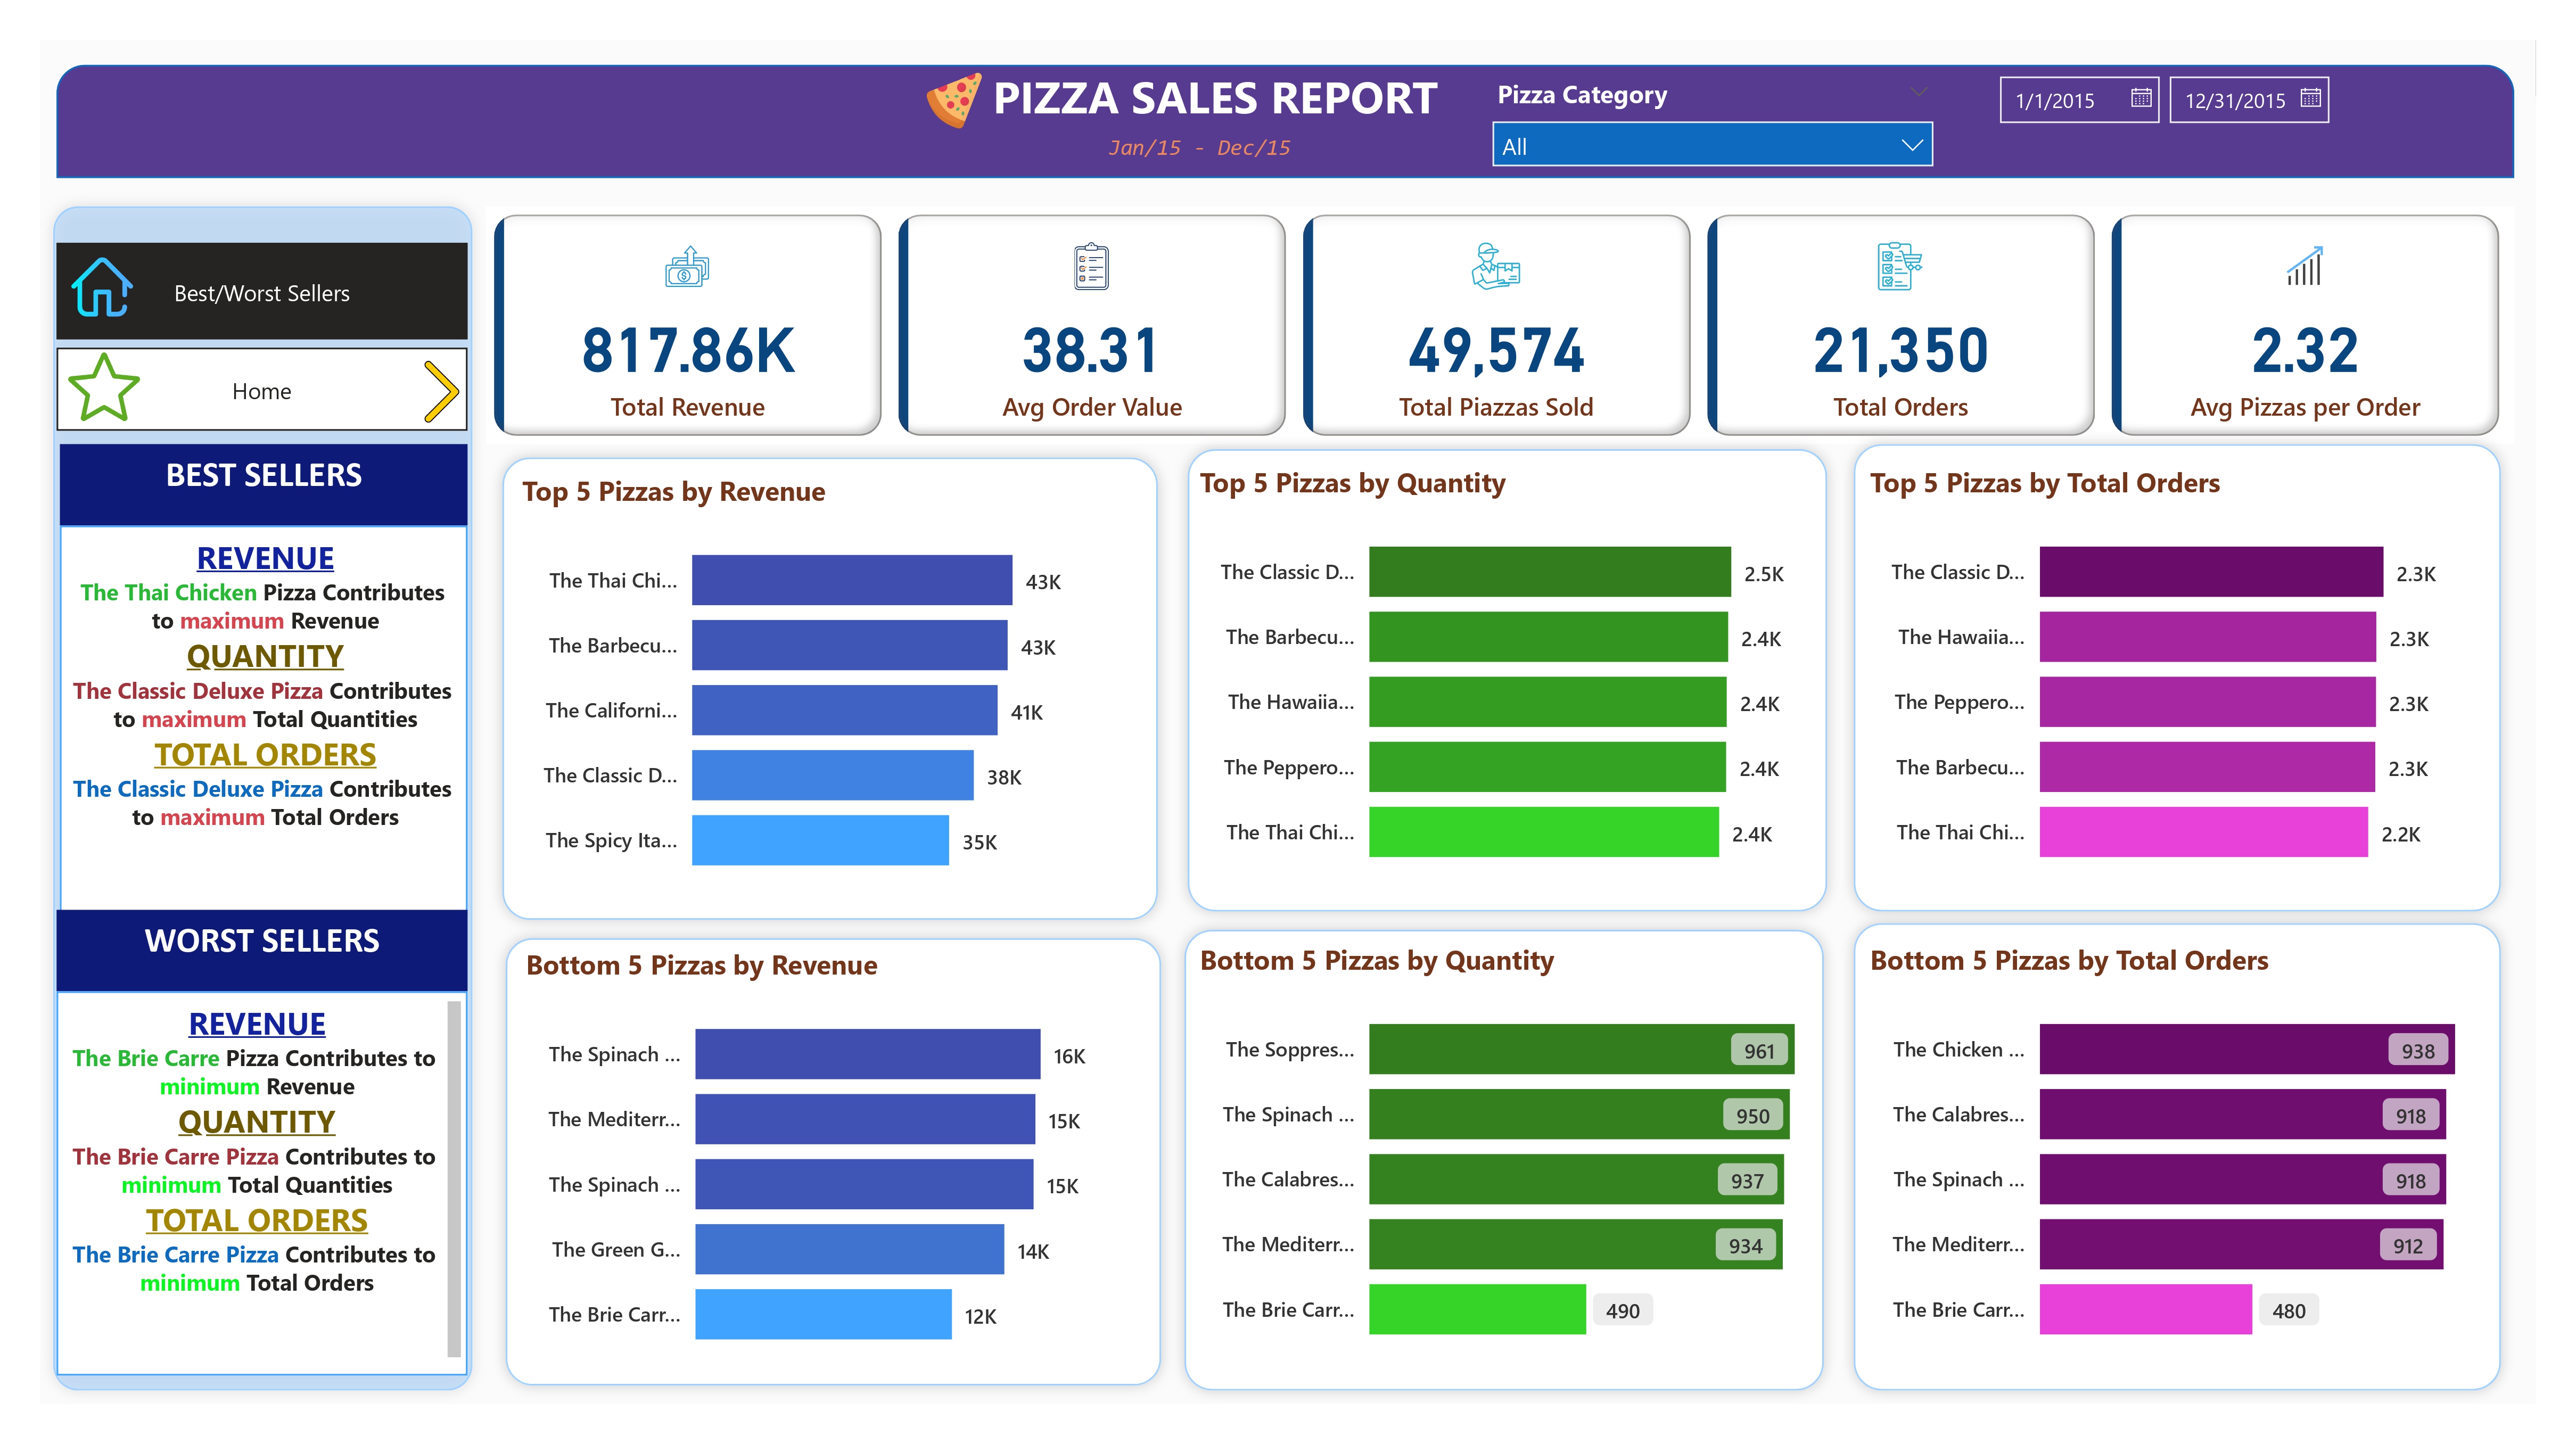 PIZZA SALES REPORT
Jan/15 - Dec/15
Pizza Category
All
1/1/2015
12/31/2015
Best/Worst Sellers
Home
BEST SELLERS
REVENUE
The Thai Chicken Pizza Contributes
to maximum Revenue
QUANTITY
The Classic Deluxe Pizza Contributes
to maximum Total Quantities
TOTAL ORDERS
The Classic Deluxe Pizza Contributes
to maximum Total Orders
WORST SELLERS
REVENUE
The Brie Carre Pizza Contributes to
minimum Revenue
QUANTITY
The Brie Carre Pizza Contributes to
minimum Total Quantities
TOTAL ORDERS
The Brie Carre Pizza Contributes to
minimum Total Orders
817.86K
Total Revenue
38.31
Avg Order Value
49,574
Total Piazzas Sold
21,350
Total Orders
2.32
Avg Pizzas per Order
Top 5 Pizzas by Revenue
The Thai Chi... 43K
The Barbecu... 43K
The Californi... 41K
The Classic D... 38K
The Spicy Ita... 35K
Top 5 Pizzas by Quantity
The Classic D... 2.5K
The Barbecu... 2.4K
The Hawaiia... 2.4K
The Peppero... 2.4K
The Thai Chi... 2.4K
Top 5 Pizzas by Total Orders
The Classic D... 2.3K
The Hawaiia... 2.3K
The Peppero... 2.3K
The Barbecu... 2.3K
The Thai Chi... 2.2K
Bottom 5 Pizzas by Revenue
The Spinach ... 16K
The Mediterr... 15K
The Spinach ... 15K
The Green G... 14K
The Brie Carr... 12K
Bottom 5 Pizzas by Quantity
The Soppres... 961
The Spinach ... 950
The Calabres... 937
The Mediterr... 934
The Brie Carr... 490
Bottom 5 Pizzas by Total Orders
The Chicken ... 938
The Calabres... 918
The Spinach ... 918
The Mediterr... 912
The Brie Carr... 480